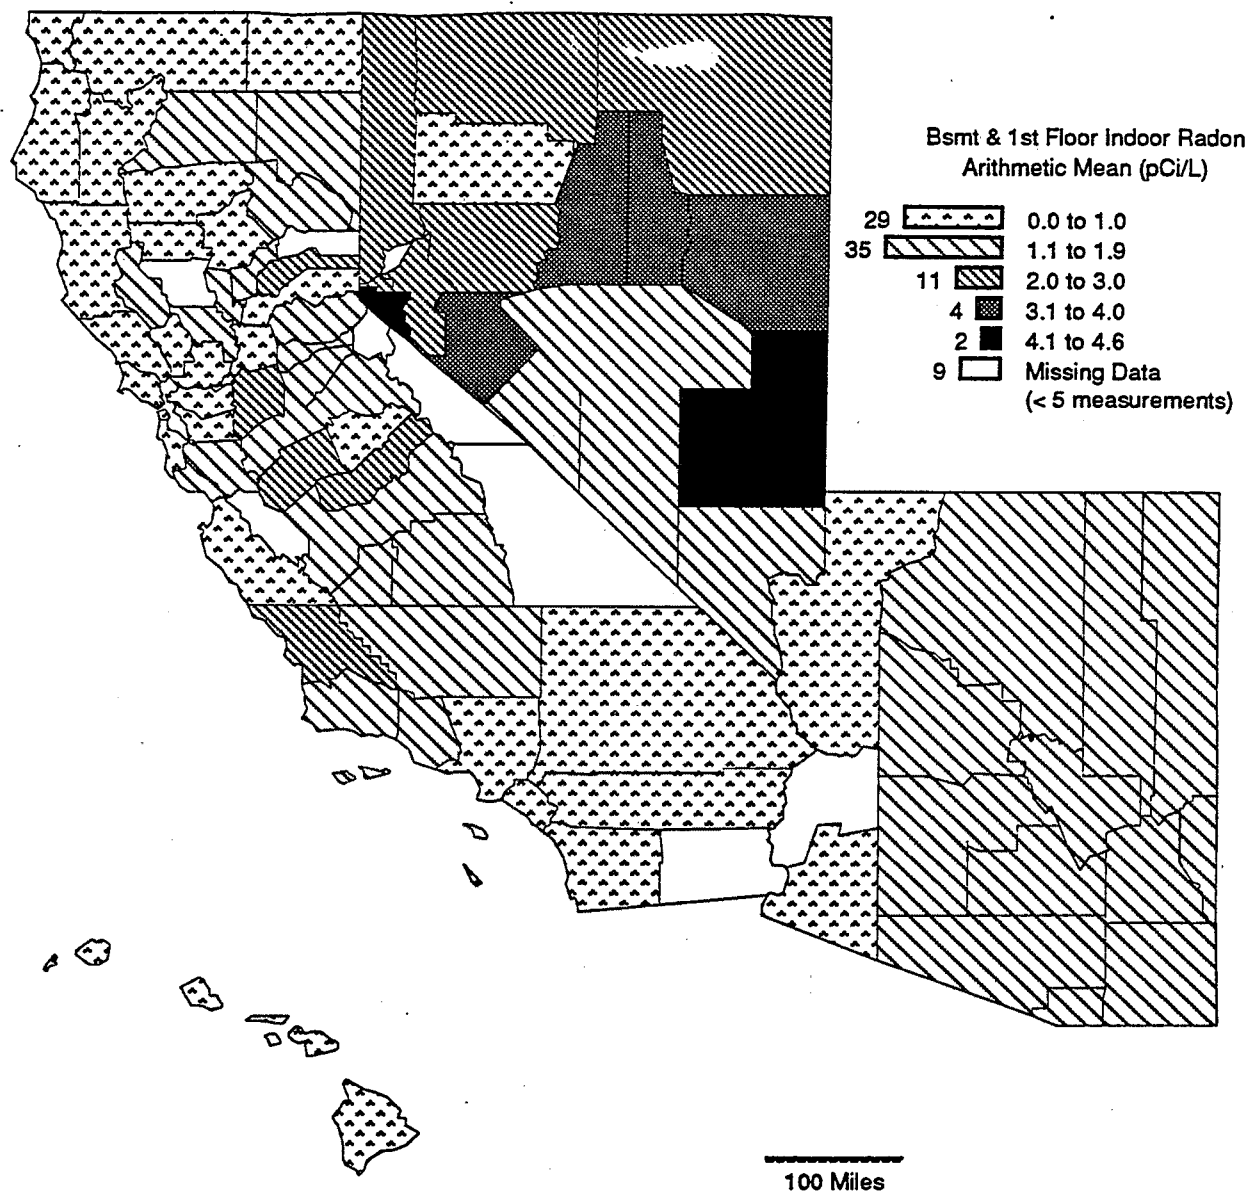 Bsmt & 1st Floor Indoor Radon
Arithmetic Mean (pCi/L)
29 0.0 to 1.0
35 1.1 to 1.9
11 2.0 to 3.0
4 3.1 to 4.0
2 4.1 to 4.6
9 Missing Data
(< 5 measurements)
100 Miles